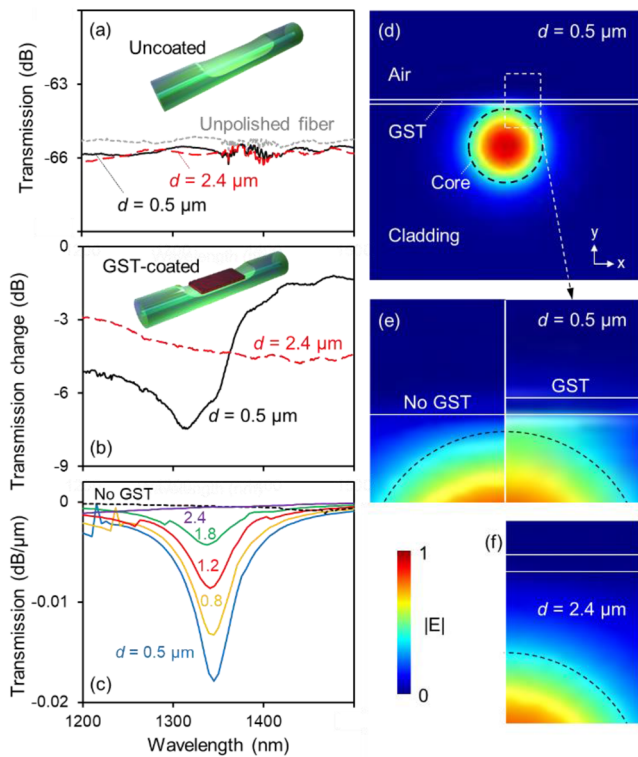 (a)
Uncoated
Unpolished fiber
d = 2.4 μm
d = 0.5 μm
-63
-66
Transmission (dB)
GST-coated
d = 2.4 μm
d = 0.5 μm
(b)
0
-3
-6
-9
Transmission change (dB)
No GST
2.4
1.8
1.2
0.8
d = 0.5 μm
(c)
0
-0.01
-0.02
Transmission (dB/μm)
1200
1300
1400
Wavelength (nm)
(d)
d = 0.5 μm
Air
GST
Core
Cladding
y
x
(e)
d = 0.5 μm
No GST
GST
1
0
|E|
(f)
d = 2.4 μm